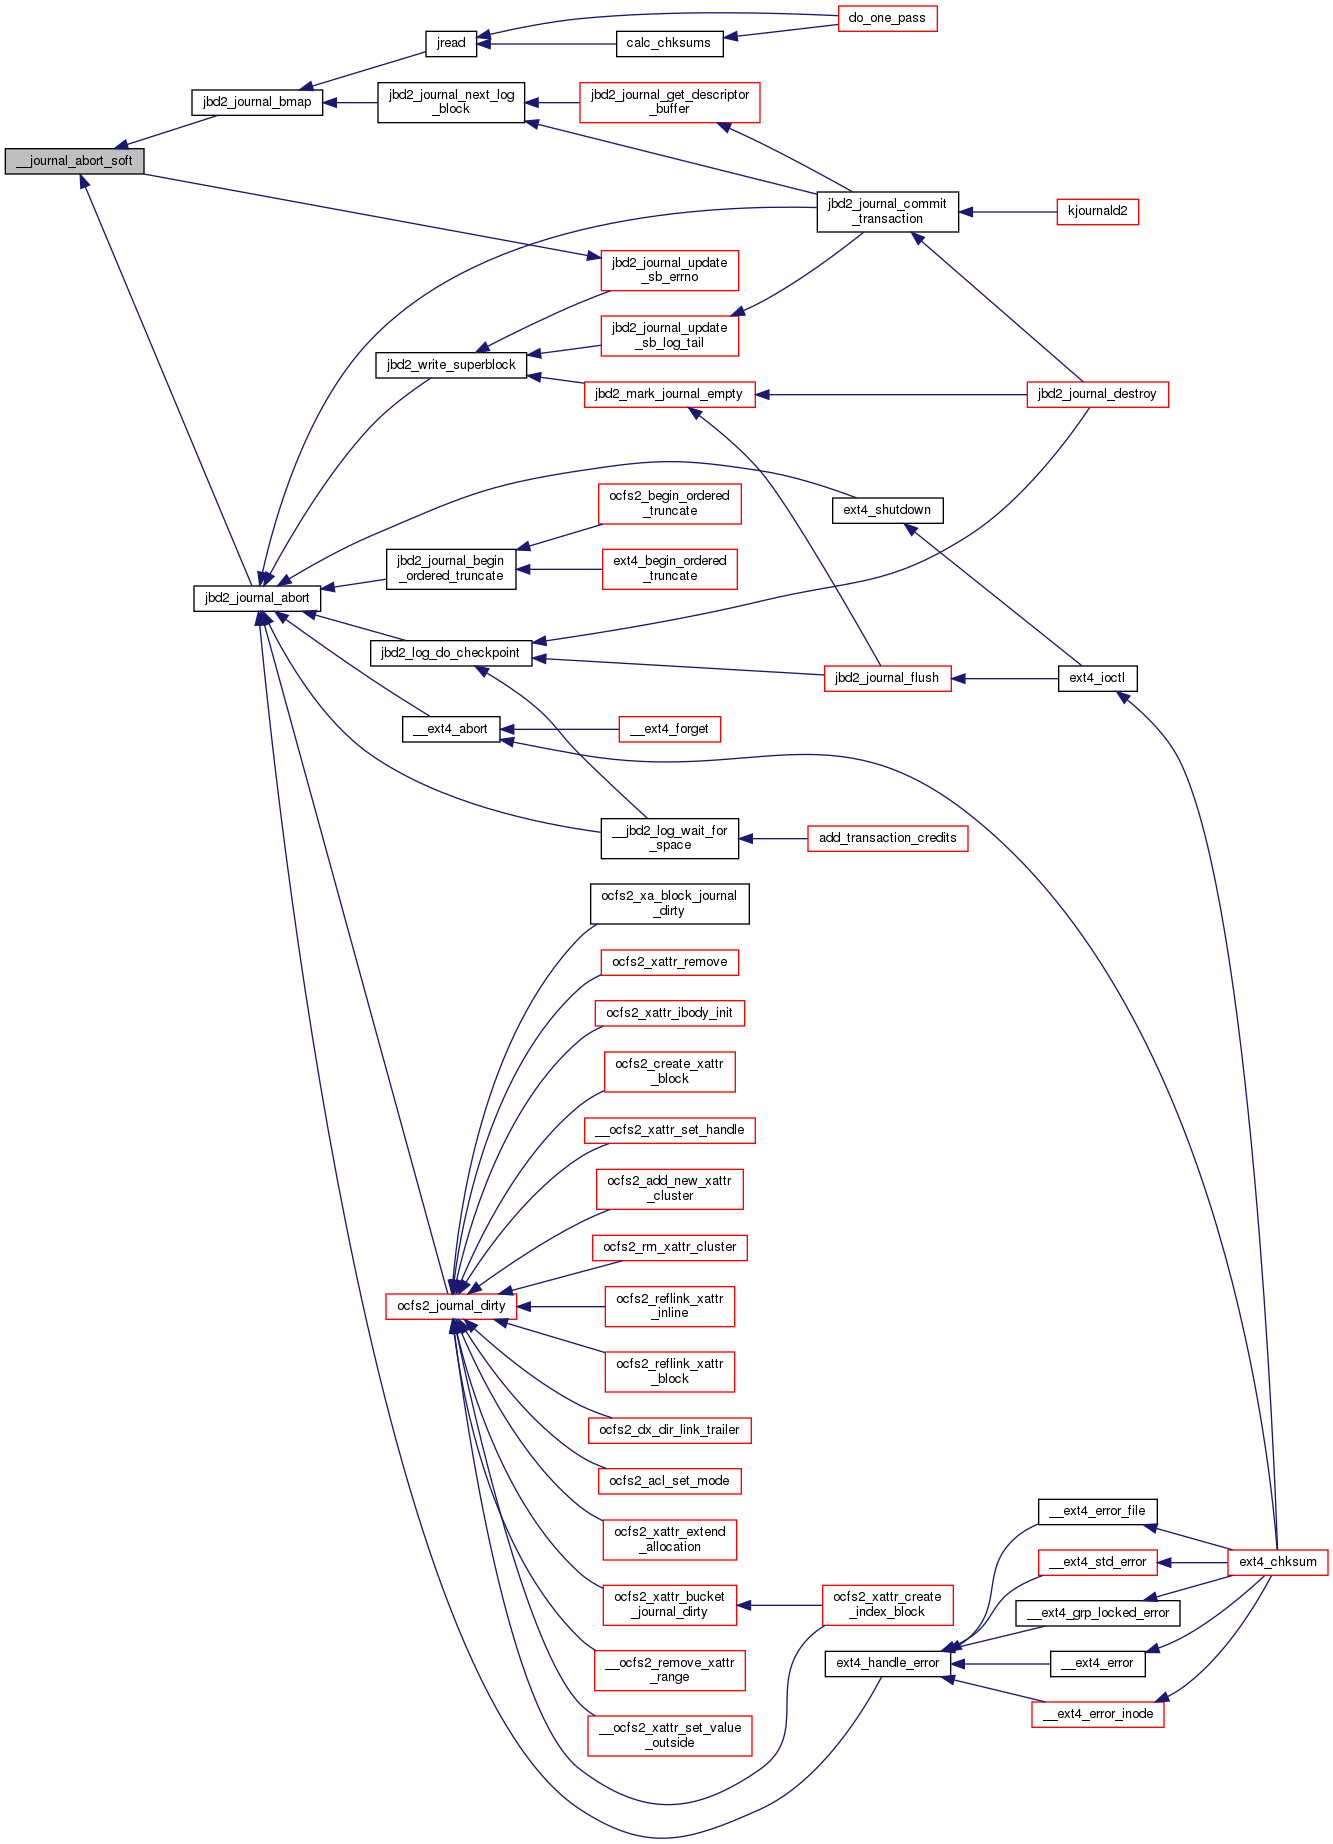 do_one_pass
jread
calc_chksums
jbd2_journal_bmap
jbd2_journal_next_log
_block
jbd2_journal_get_descriptor
_buffer
__journal_abort_soft
jbd2_journal_commit
_transaction
kjournald2
jbd2_journal_update
_sb_errno
jbd2_journal_update
_sb_log_tail
jbd2_write_superblock
jbd2_mark_journal_empty
jbd2_journal_destroy
ocfs2_begin_ordered
_truncate
ext4_shutdown
jbd2_journal_begin
_ordered_truncate
ext4_begin_ordered
_truncate
jbd2_journal_abort
jbd2_log_do_checkpoint
jbd2_journal_flush
ext4_ioctl
__ext4_abort
__ext4_forget
__jbd2_log_wait_for
_space
add_transaction_credits
ocfs2_xa_block_journal
_dirty
ocfs2_xattr_remove
ocfs2_xattr_ibody_init
ocfs2_create_xattr
_block
__ocfs2_xattr_set_handle
ocfs2_add_new_xattr
_cluster
ocfs2_rm_xattr_cluster
ocfs2_journal_dirty
ocfs2_reflink_xattr
_inline
ocfs2_reflink_xattr
_block
ocfs2_dx_dir_link_trailer
ocfs2_acl_set_mode
ocfs2_xattr_extend
_allocation
ocfs2_xattr_bucket
_journal_dirty
ocfs2_xattr_create
_index_block
__ocfs2_remove_xattr
_range
__ocfs2_xattr_set_value
_outside
__ext4_error_file
__ext4_std_error
ext4_chksum
__ext4_grp_locked_error
ext4_handle_error
__ext4_error
__ext4_error_inode